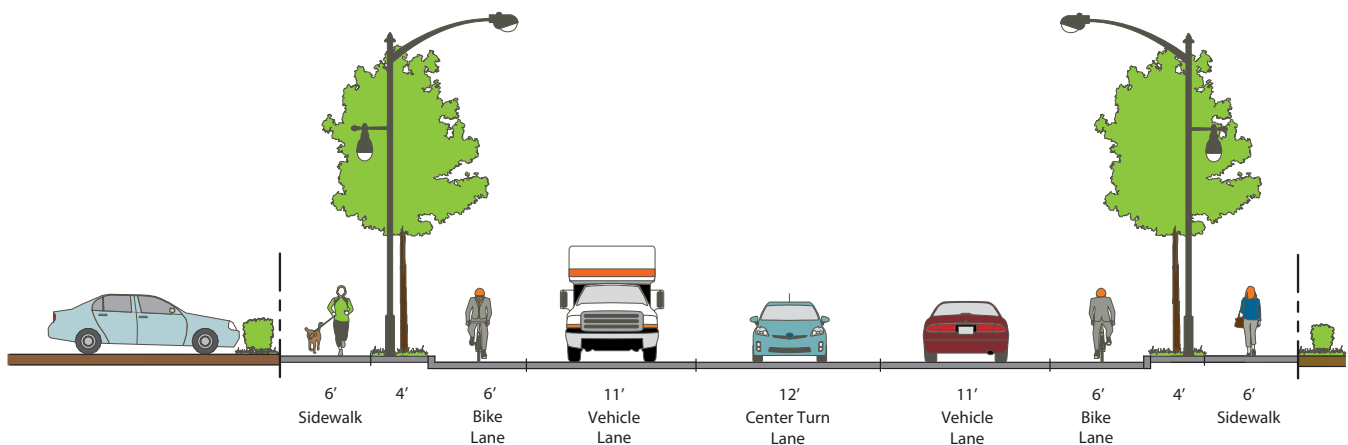 6’ 4’ 6’ 11’ 12’ 11’ 6’ 4’ 6’
Sidewalk Bike Vehicle Center Turn Vehicle Bike Sidewalk
Lane Lane Lane Lane Lane